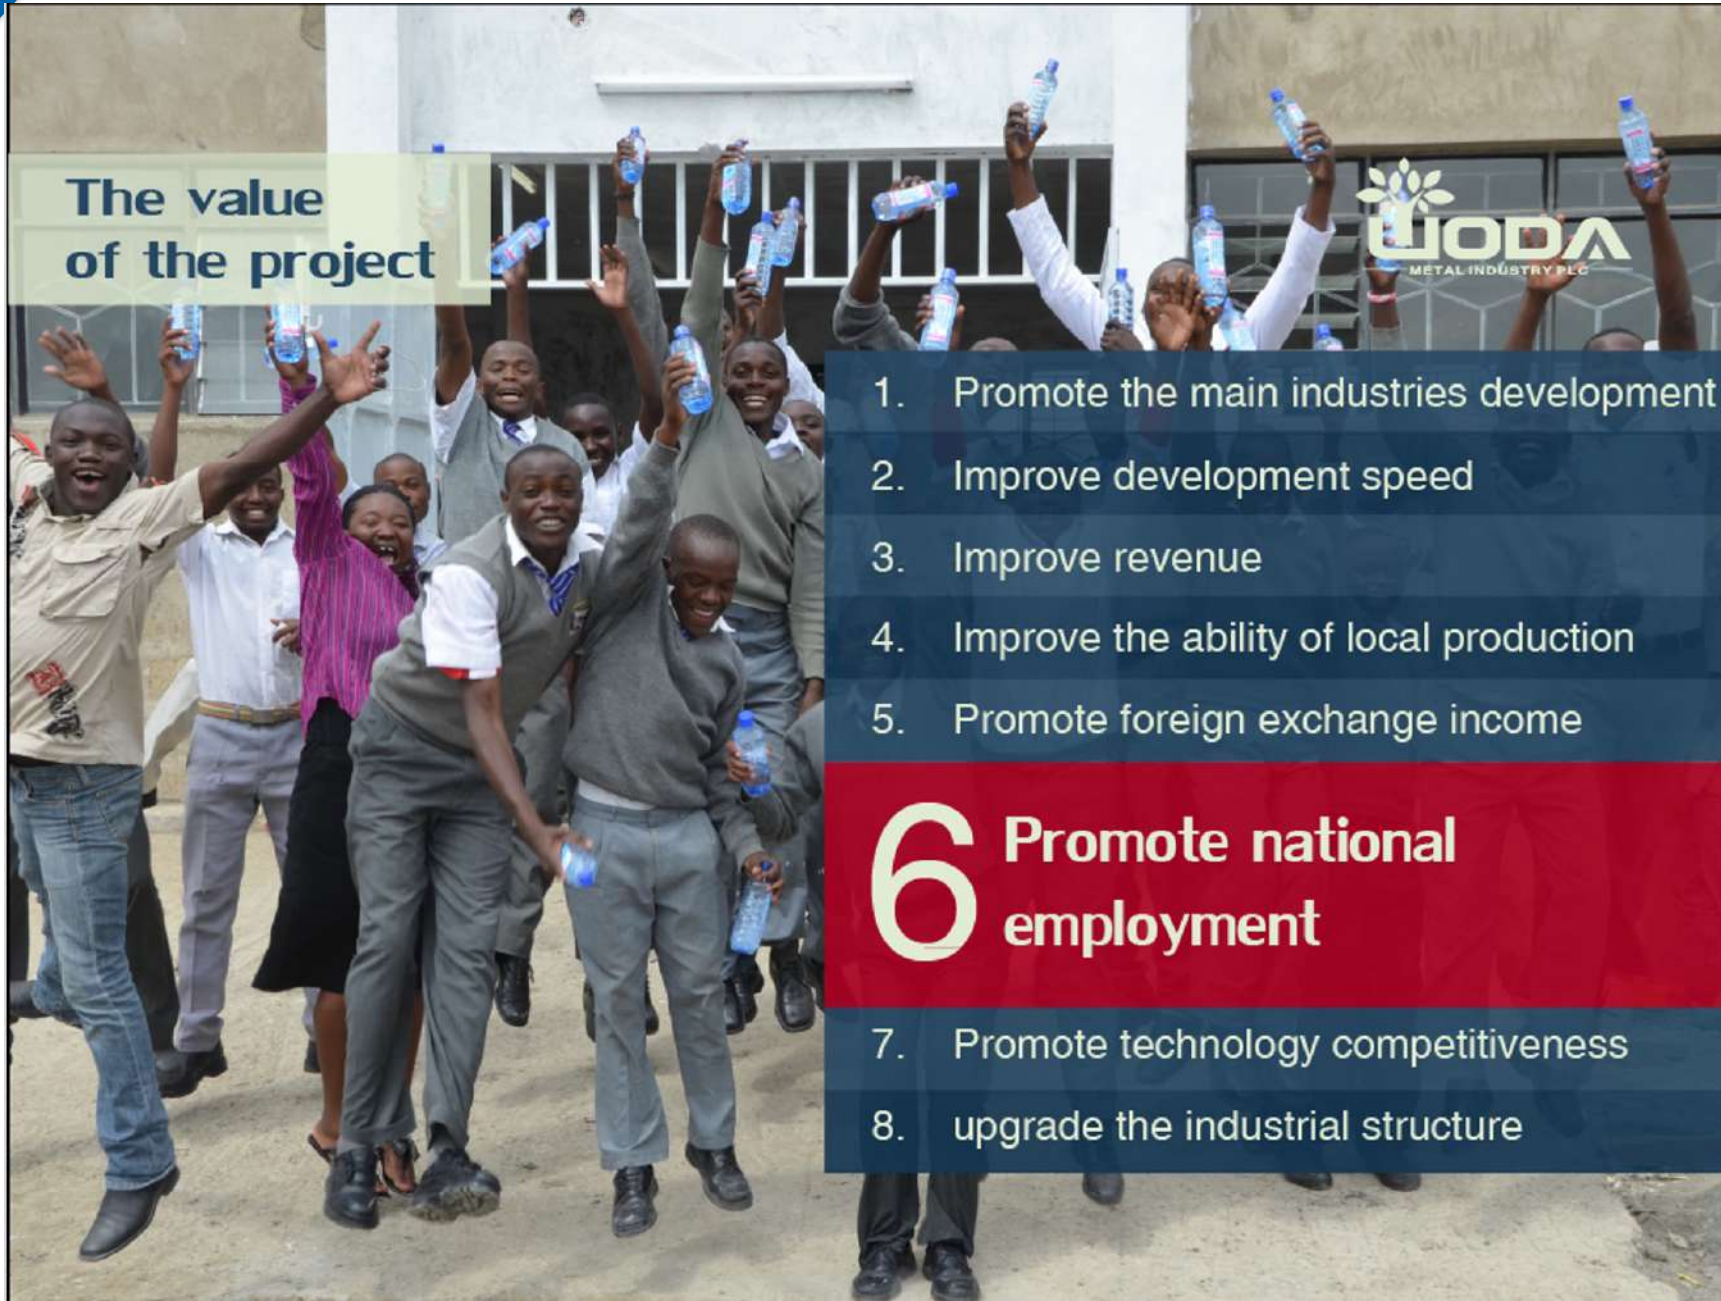 The value
of the project
WODA
METAL INDUSTRY PLC
1. Promote the main industries development
2. Improve development speed
3. Improve revenue
4. Improve the ability of local production
5. Promote foreign exchange income
6 Promote national
employment
7. Promote technology competitiveness
8. upgrade the industrial structure